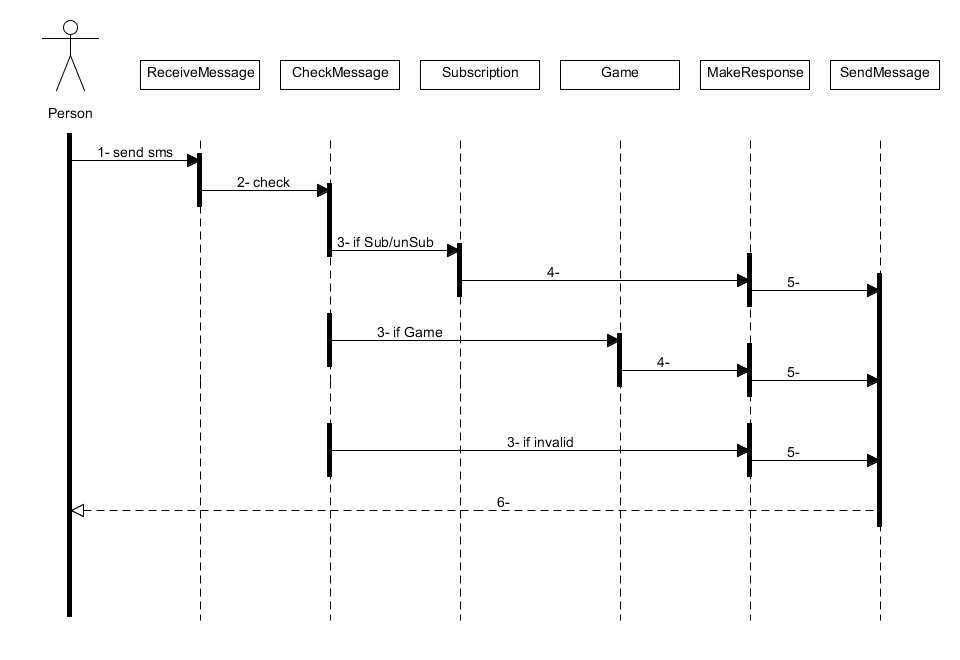 ReceiveMessage
CheckMessage
Subscription
Game
MakeResponse
SendMessage
Person
1- send sms
2- check
3- if Sub/unSub
4-
5-
3- if Game
4-
5-
3- if invalid
5-
6-